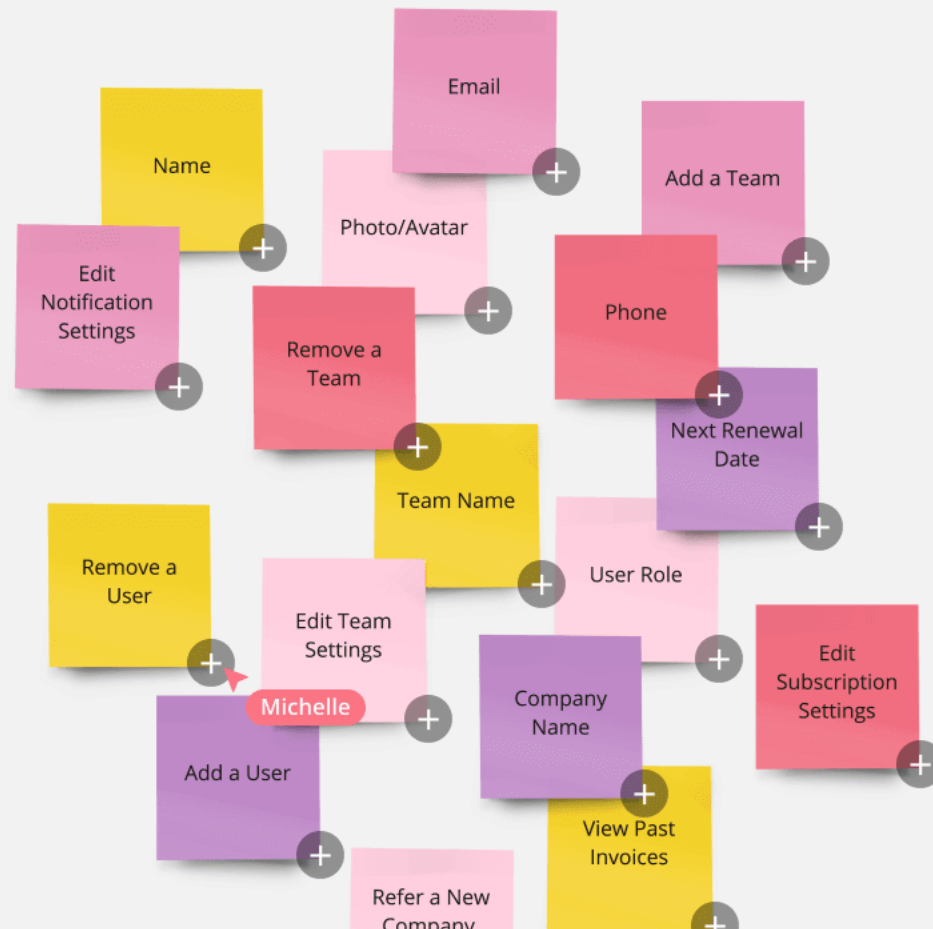 Email
Name
Add a Team
Photo/Avatar
Edit
Notification
Settings
Phone
Remove a
Team
Next Renewal
Date
Team Name
Remove a
User
User Role
Edit Team
Settings
Edit
Subscription
Settings
Company
Name
Michelle
Add a User
View Past
Invoices
Refer a New
Company